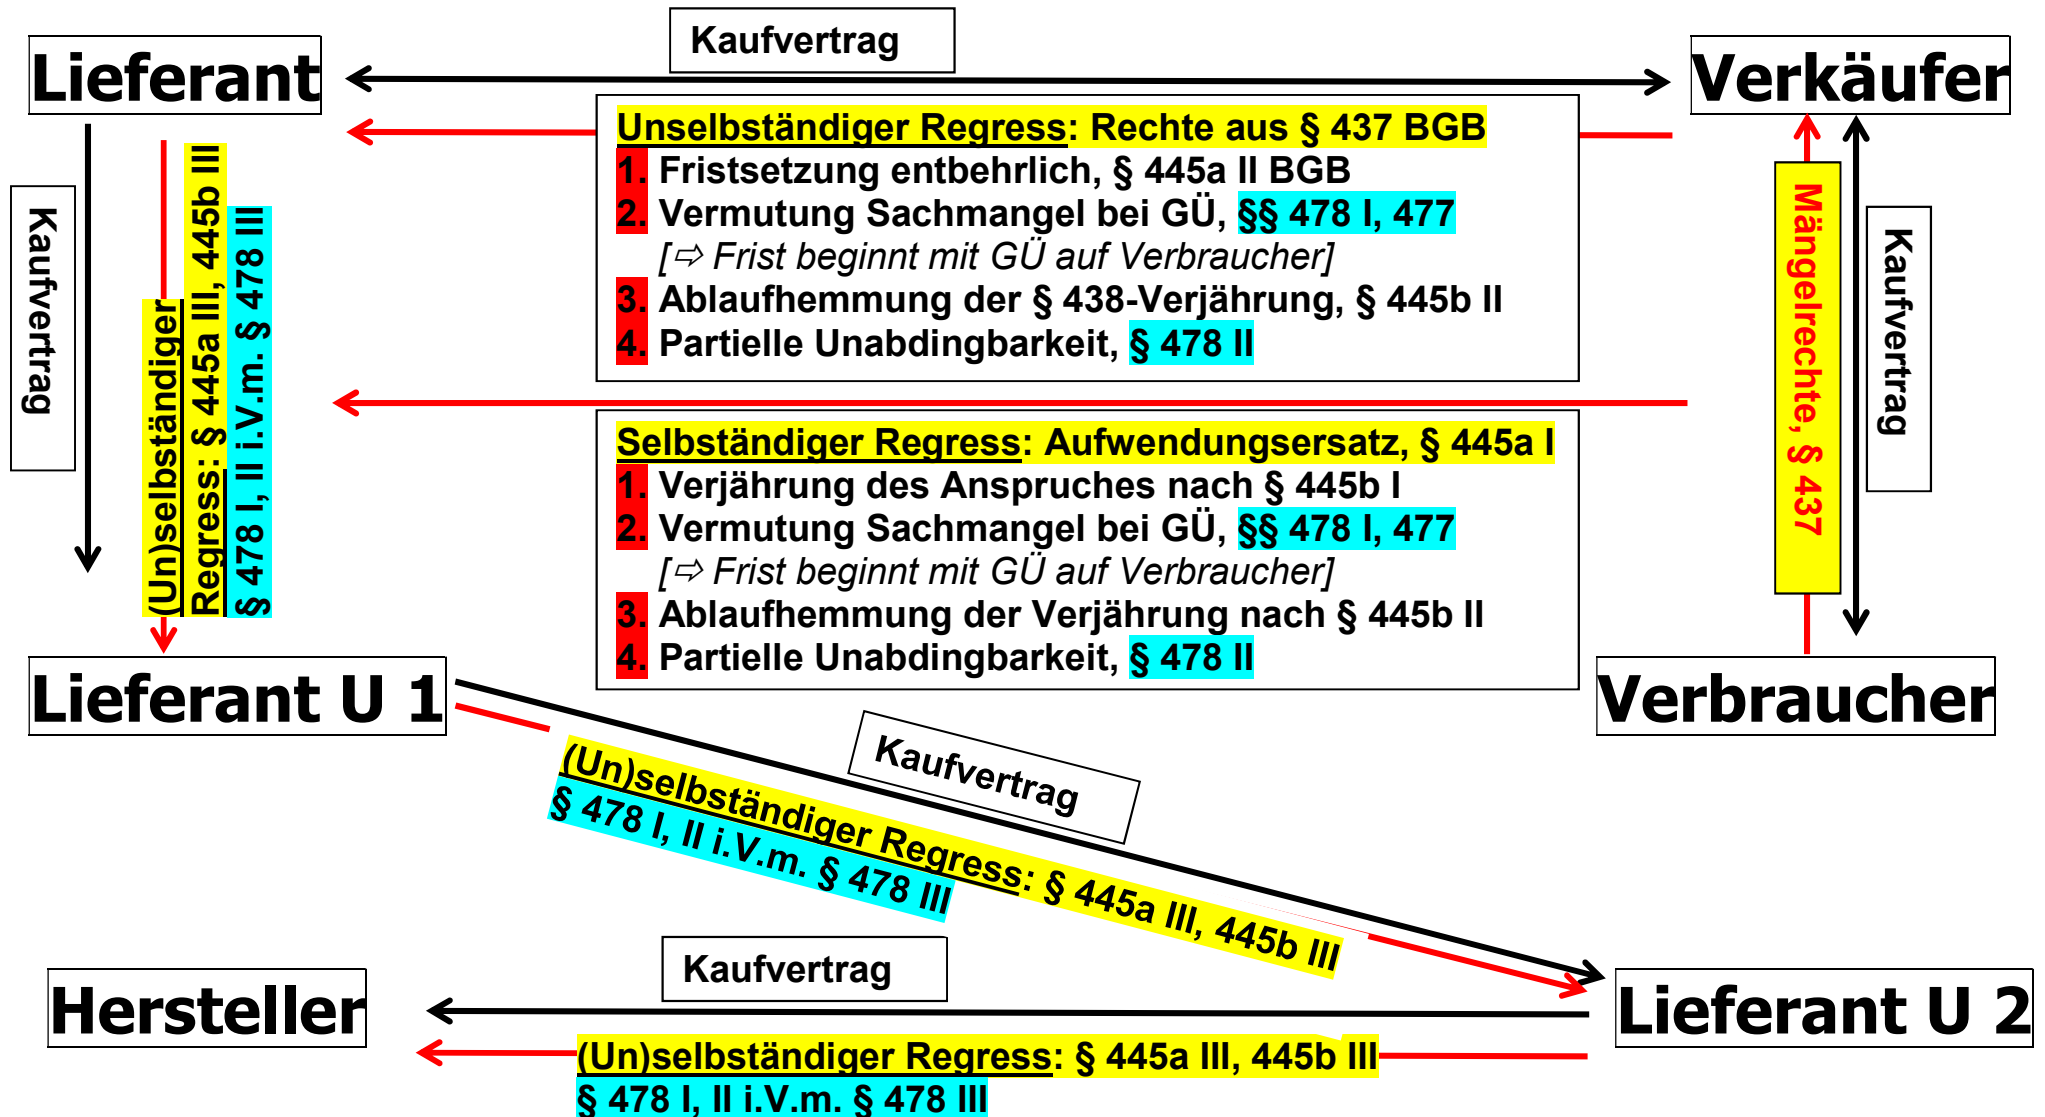 Kaufvertrag
Lieferant
Verkäufer
Unselbständiger Regress: Rechte aus § 437 BGB
1. Fristsetzung entbehrlich, § 445a II BGB
2. Vermutung Sachmangel bei GÜ, §§ 478 I, 477
[⇨ Frist beginnt mit GÜ auf Verbraucher]
3. Ablaufhemmung der § 438-Verjährung, § 445b II
4. Partielle Unabdingbarkeit, § 478 II
Kaufvertrag
(Un)selbständiger
Regress: § 445a III, 445b III
§ 478 I, II i.V.m. § 478 III
Mängelrechte, § 437
Kaufvertrag
Selbständiger Regress: Aufwendungsersatz, § 445a I
1. Verjährung des Anspruches nach § 445b I
2. Vermutung Sachmangel bei GÜ, §§ 478 I, 477
[⇨ Frist beginnt mit GÜ auf Verbraucher]
3. Ablaufhemmung der Verjährung nach § 445b II
4. Partielle Unabdingbarkeit, § 478 II
Lieferant U 1
Verbraucher
Kaufvertrag
(Un)selbständiger Regress: § 445a III, 445b III
§ 478 I, II i.V.m. § 478 III
Kaufvertrag
Hersteller
Lieferant U 2
(Un)selbständiger Regress: § 445a III, 445b III
§ 478 I, II i.V.m. § 478 III